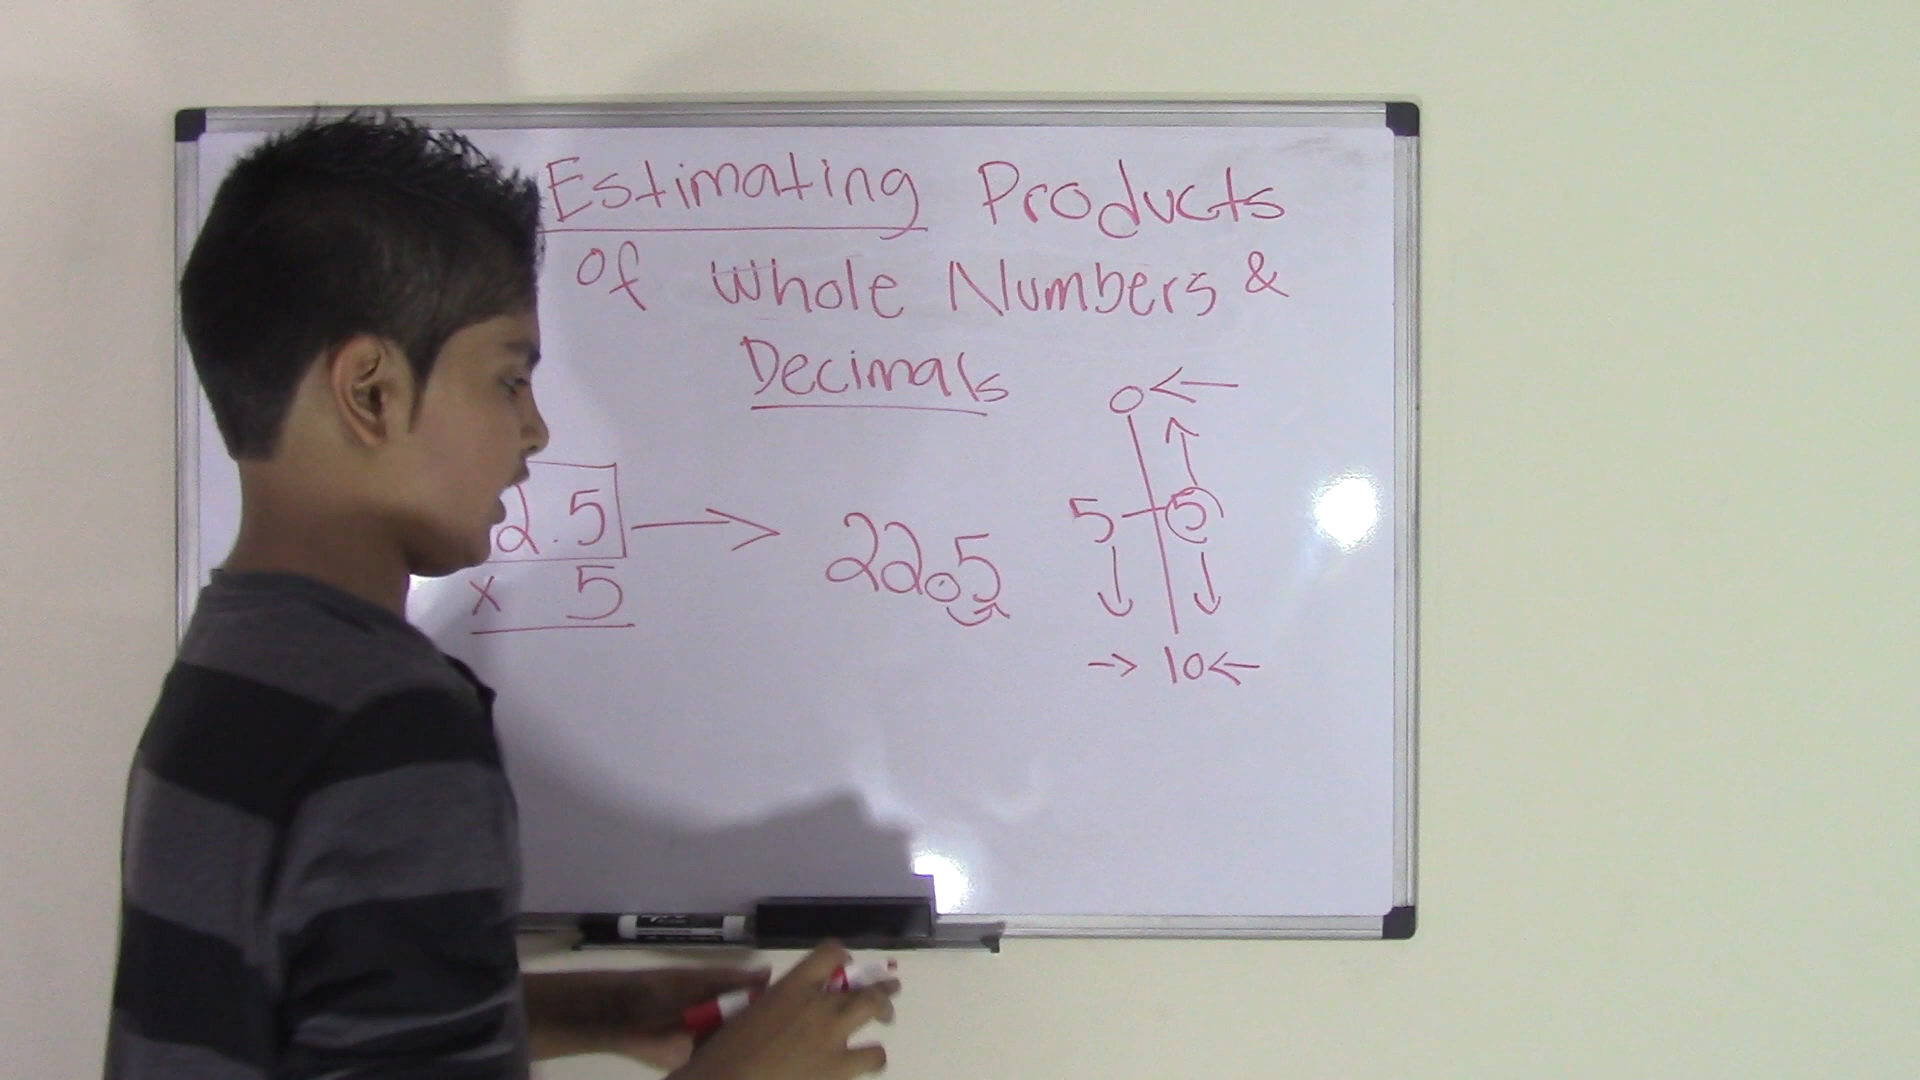 Estimating Products
of Whole Numbers &
Decimals
0 <—
2.5 —> 22.5
5 — 5
x 5
-> 10 <-